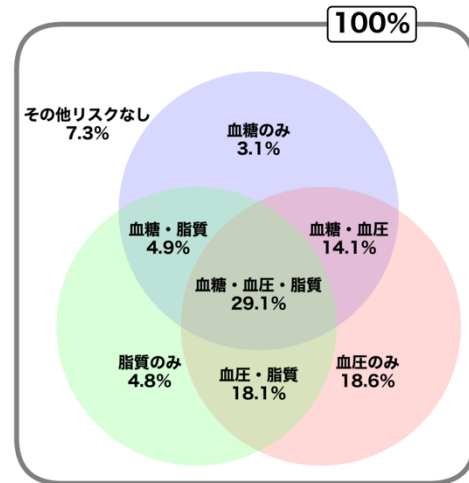 100%
その他リスクなし
7.3%
血糖のみ
3.1%
血糖・脂質
4.9%
血糖・血圧
14.1%
血糖・血圧・脂質
29.1%
脂質のみ
4.8%
血圧・脂質
18.1%
血圧のみ
18.6%